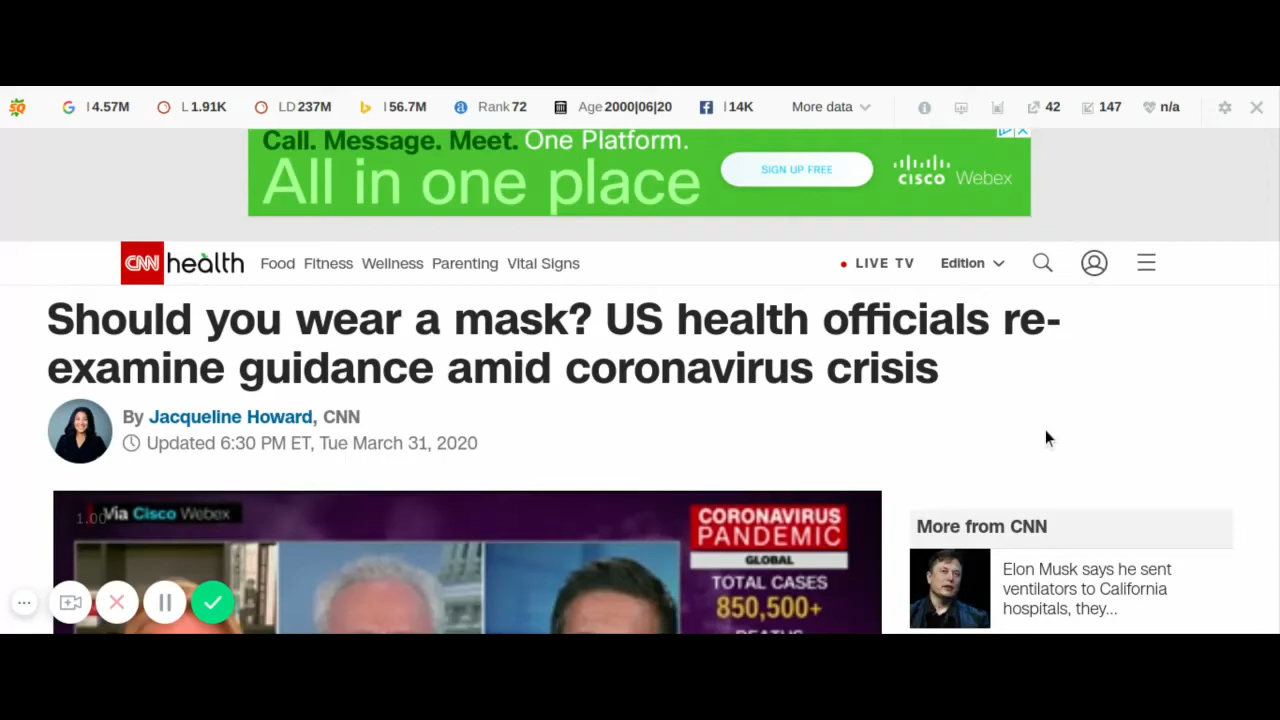 SQ I 4.57M L 1.91K LD 237M I 56.7M Rank 72 Age 2000|06|20 I 14K More data 42 147 n/a
Call. Message. Meet. One Platform.
All in one place
SIGN UP FREE
cisco Webex
CNN health Food Fitness Wellness Parenting Vital Signs LIVE TV Edition
Should you wear a mask? US health officials re-
examine guidance amid coronavirus crisis
By Jacqueline Howard, CNN
Updated 6:30 PM ET, Tue March 31, 2020
1.00
Via Cisco Webex
CORONAVIRUS
PANDEMIC
GLOBAL
TOTAL CASES
850,500+
More from CNN
Elon Musk says he sent
ventilators to California
hospitals, they...